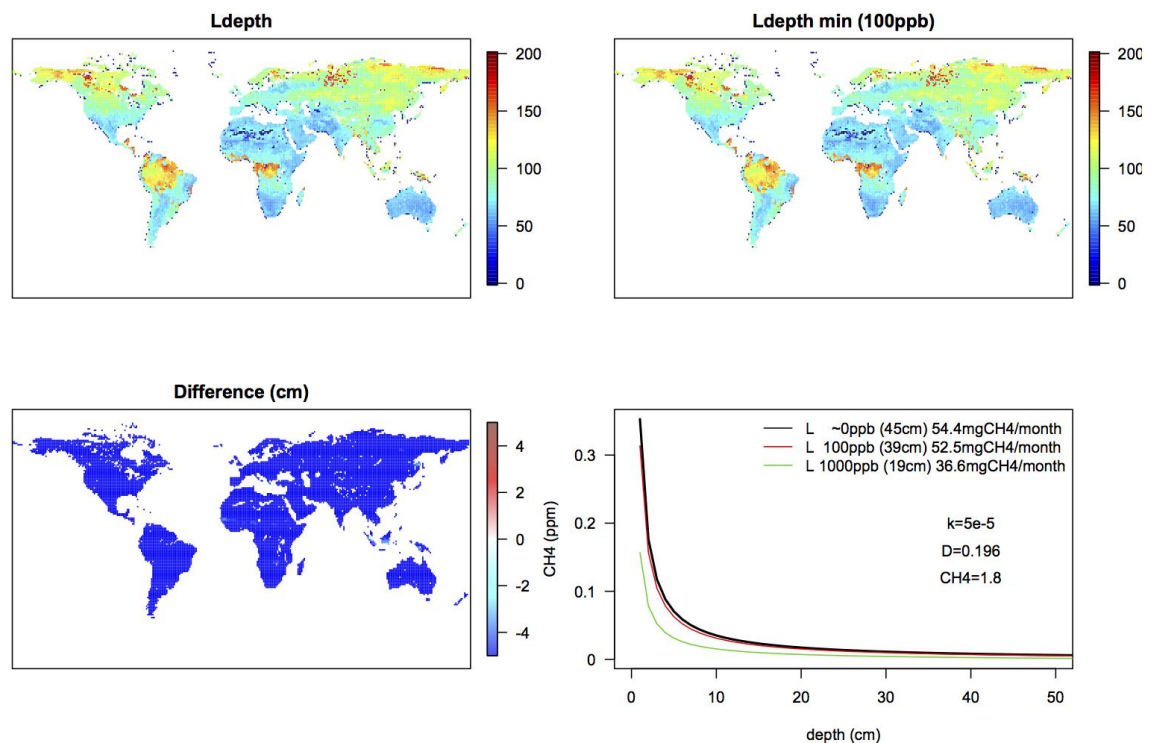 Ldepth
200
150
100
50
0
Ldepth min (100ppb)
200
150
100
50
0
Difference (cm)
4
2
0
-2
-4
CH4 (ppm)
0.3
0.2
0.1
0
L ~0ppb (45cm) 54.4mgCH4/month
L 100ppb (39cm) 52.5mgCH4/month
L 1000ppb (19cm) 36.6mgCH4/month
k=5e-5
D=0.196
CH4=1.8
0 10 20 30 40 50
depth (cm)